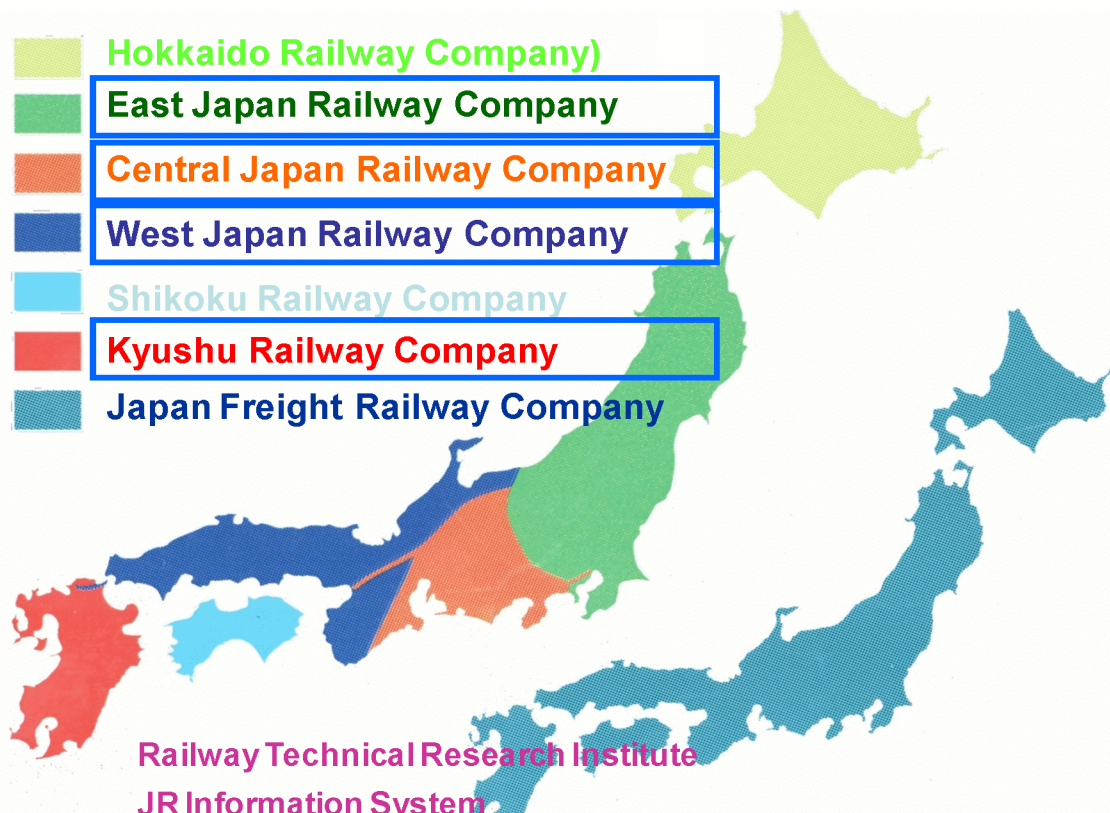 Hokkaido Railway Company)
East Japan Railway Company
Central Japan Railway Company
West Japan Railway Company
Shikoku Railway Company
Kyushu Railway Company
Japan Freight Railway Company
Railway Technical Research Institute
JR Information System